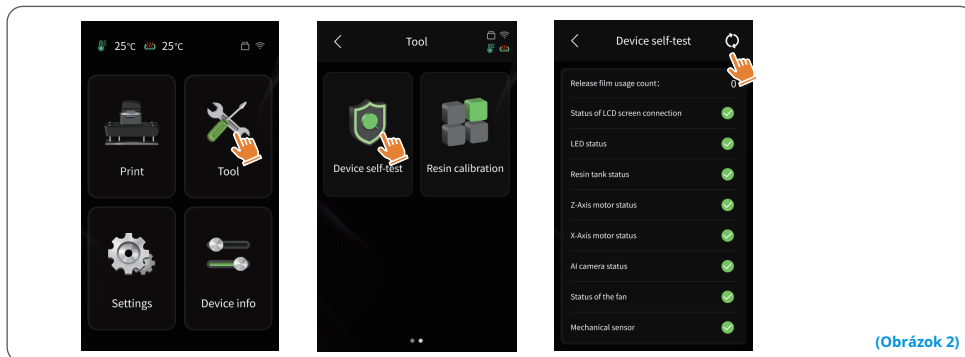 25℃ 25℃
Print
Tool
Settings
Device info
Tool
Device self-test
Resin calibration
Device self-test
Release film usage count: 0
Status of LCD screen connection
LED status
Resin tank status
Z-Axis motor status
X-Axis motor status
AI camera status
Status of the fan
Mechanical sensor
(Obrázok 2)